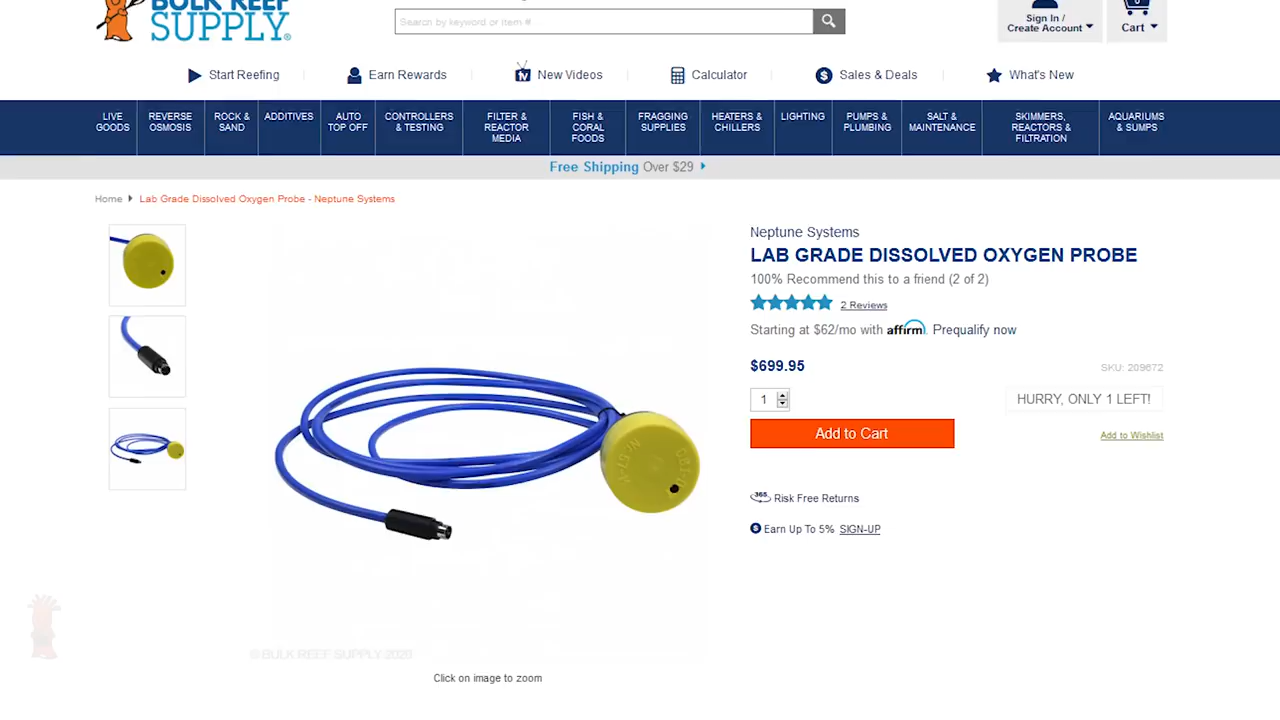 BULK REEF
SUPPLY
Search by keyword or item #
Sign In /
Create Account
Cart
Start Reefing
Earn Rewards
New Videos
Calculator
Sales & Deals
What's New
LIVE
GOODS
REVERSE
OSMOSIS
ROCK &
SAND
ADDITIVES
AUTO
TOP OFF
CONTROLLERS
& TESTING
FILTER &
REACTOR
MEDIA
FISH &
CORAL
FOODS
FRAGGING
SUPPLIES
HEATERS &
CHILLERS
LIGHTING
PUMPS &
PLUMBING
SALT &
MAINTENANCE
SKIMMERS,
REACTORS &
FILTRATION
AQUARIUMS
& SUMPS
Free Shipping Over $29
Home Lab Grade Dissolved Oxygen Probe - Neptune Systems
Neptune Systems
LAB GRADE DISSOLVED OXYGEN PROBE
100% Recommend this to a friend (2 of 2)
2 Reviews
Starting at $62/mo with affirm. Prequalify now
$699.95
SKU: 209672
1
HURRY, ONLY 1 LEFT!
Add to Cart
Add to Wishlist
365 Risk Free Returns
$ Earn Up To 5% SIGN-UP
© BULK REEF SUPPLY 2020
Click on image to zoom